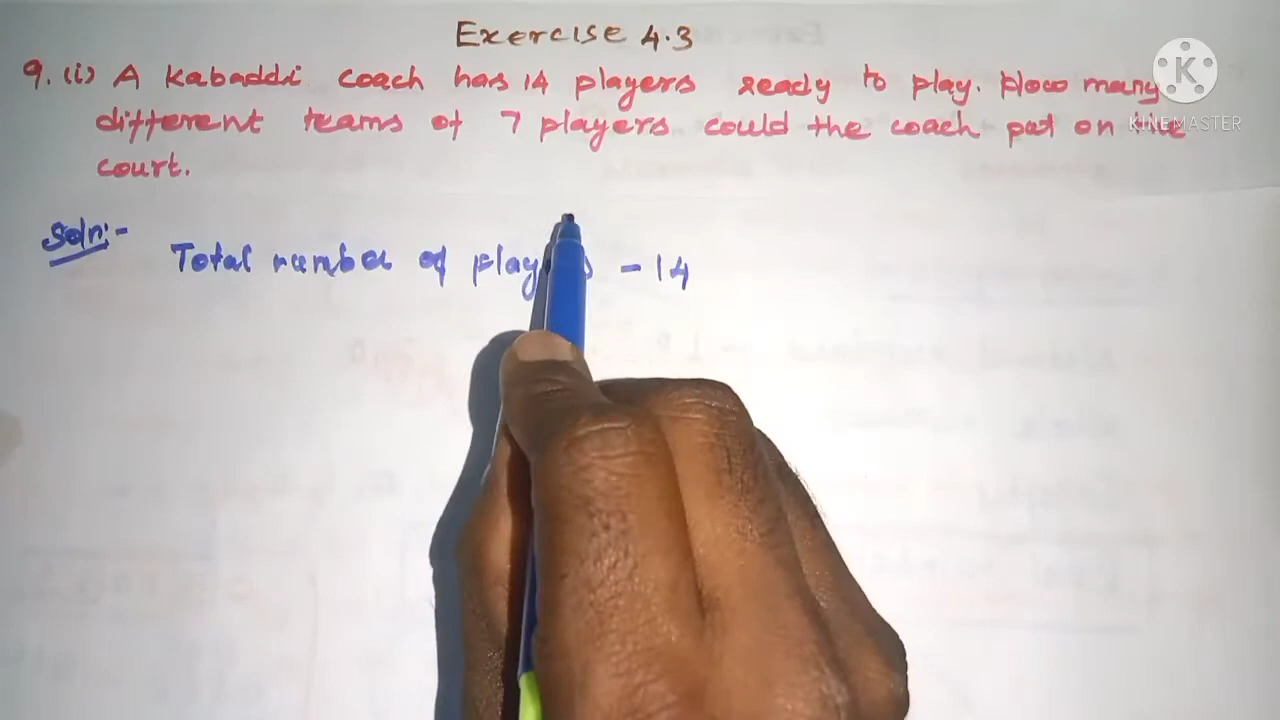 Exercise 4.3
9. (i) A Kabaddi coach has 14 players ready to play. How many
different teams of 7 players could the coach put on the
court.
Soln:-
Total number of players - 14
K
KINEMASTER